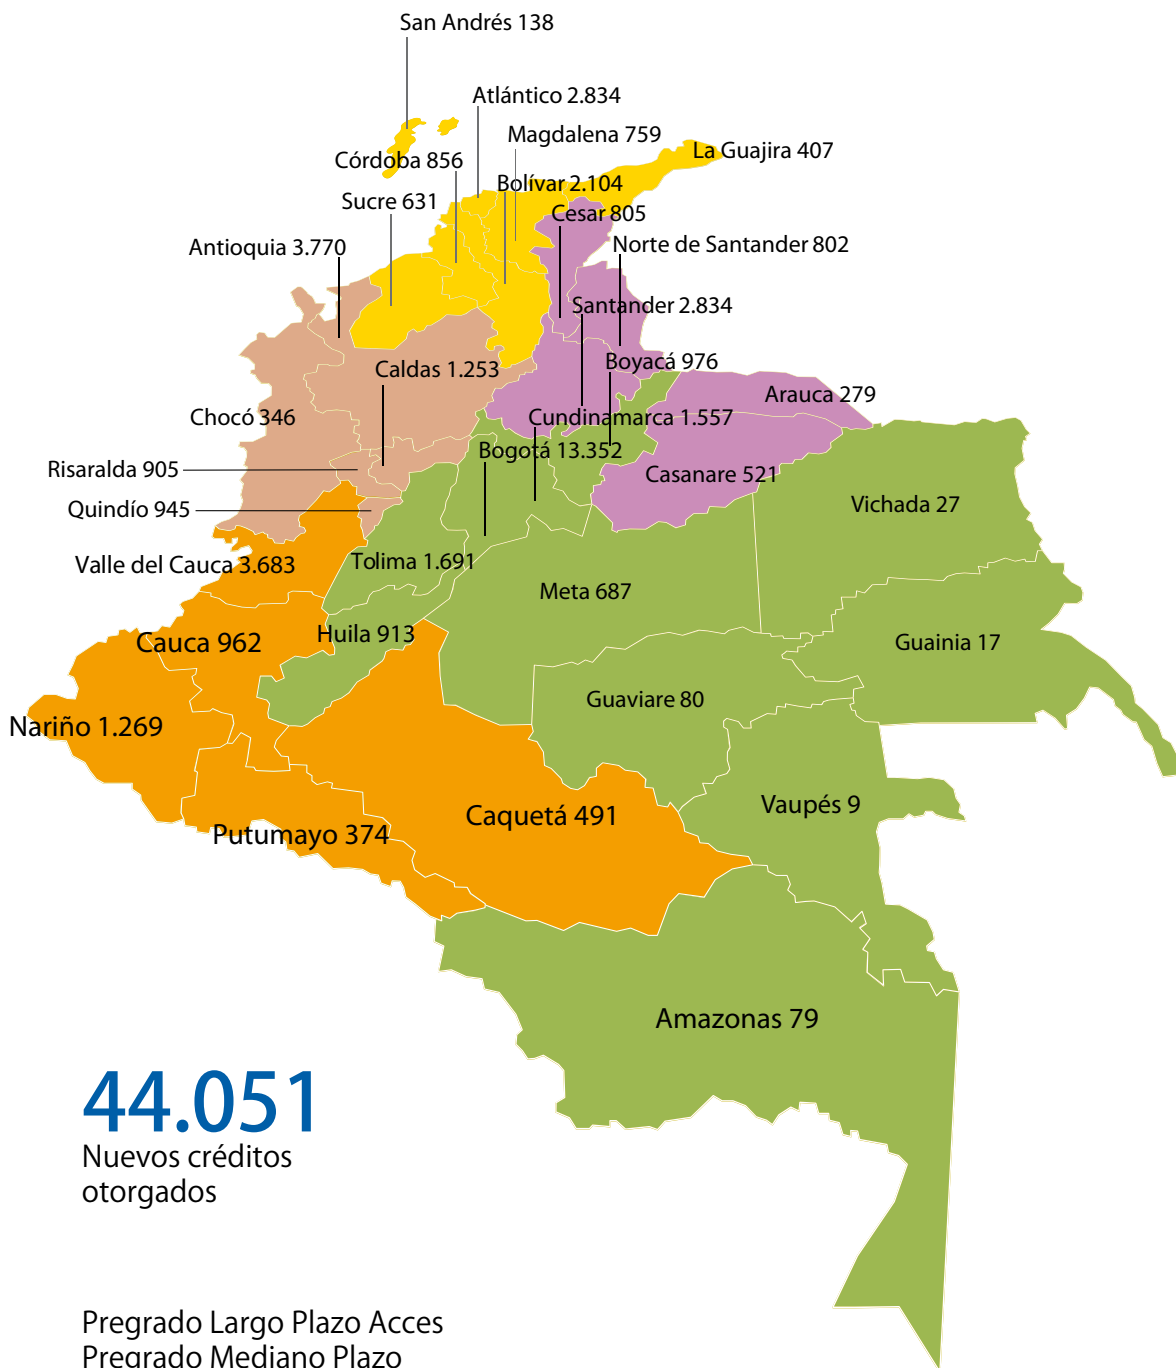 San Andrés 138
Atlántico 2.834
Magdalena 759
La Guajira 407
Córdoba 856
Bolívar 2.104
Sucre 631
Cesar 805
Antioquia 3.770
Norte de Santander 802
Santander 2.834
Boyacá 976
Caldas 1.253
Arauca 279
Chocó 346
Cundinamarca 1.557
Bogotá 13.352
Risaralda 905
Casanare 521
Vichada 27
Quindío 945
Valle del Cauca 3.683
Tolima 1.691
Meta 687
Huila 913
Cauca 962
Guainia 17
Guaviare 80
Nariño 1.269
Vaupés 9
Caquetá 491
Putumayo 374
Amazonas 79
44.051
Nuevos créditos
otorgados
Pregrado Largo Plazo Acces
Pregrado Mediano Plazo